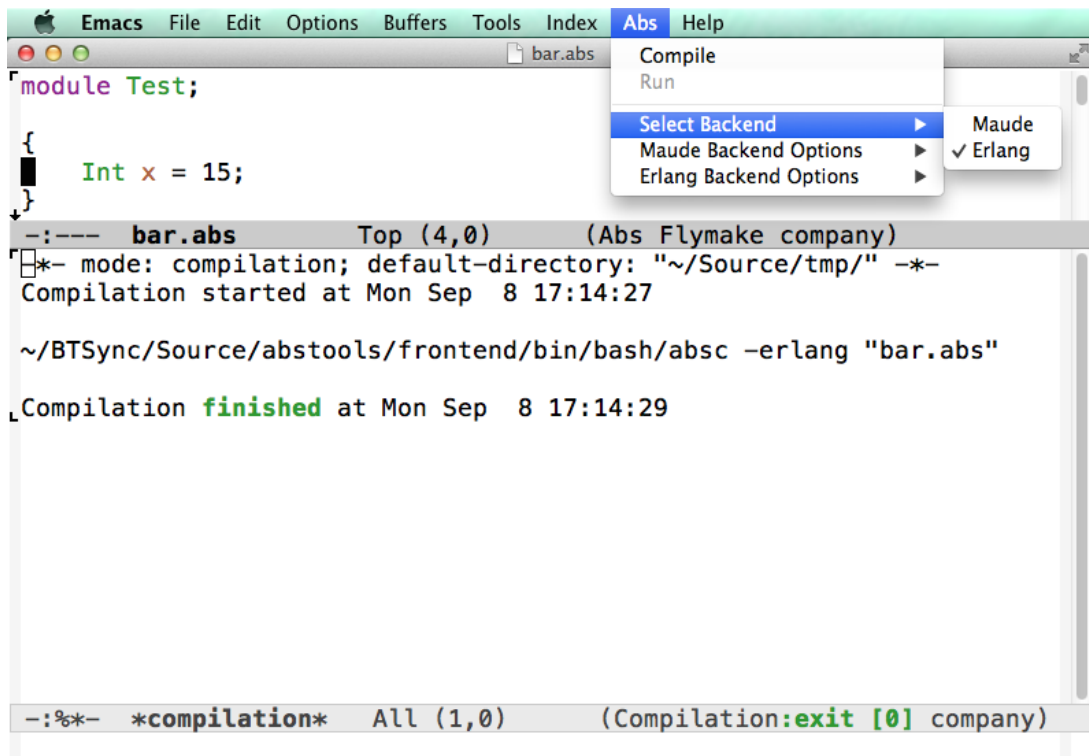 Emacs File Edit Options Buffers Tools Index Abs Help
bar.abs
Compile
Run
Select Backend
Maude Backend Options
Erlang Backend Options
Maude
✓ Erlang
module Test;
{
    Int x = 15;
}
-:--- bar.abs Top (4,0) (Abs Flymake company)
-*- mode: compilation; default-directory: "~/Source/tmp/" -*-
Compilation started at Mon Sep  8 17:14:27
~/BTSync/Source/abstools/frontend/bin/bash/absc -erlang "bar.abs"
Compilation finished at Mon Sep  8 17:14:29
-:%*- *compilation* All (1,0) (Compilation:exit [0] company)